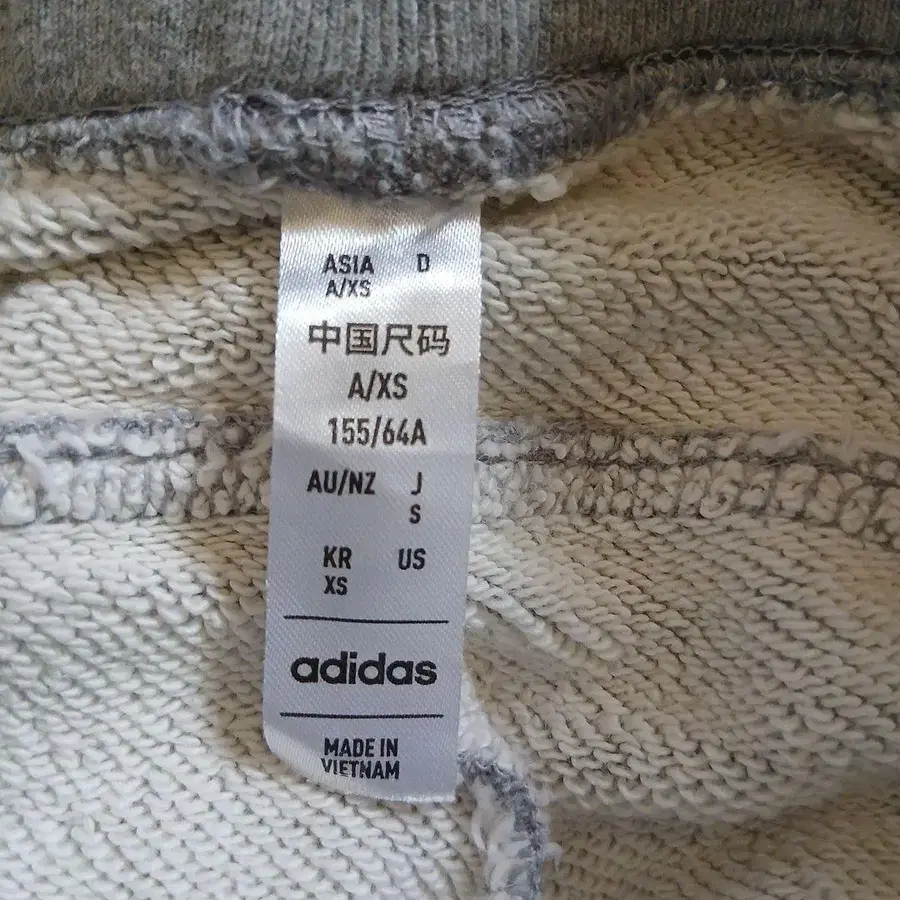 ASIA D
A/XS
中国尺码
A/XS
155/64A
AU/NZ J
S
KR US
XS
adidas
MADE IN
VIETNAM